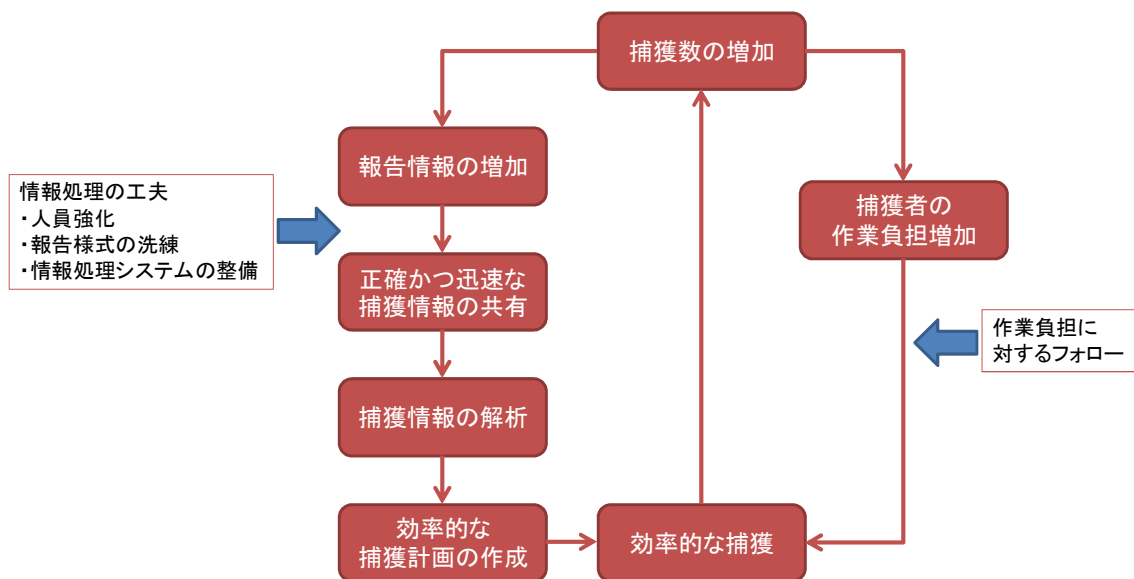 捕獲数の増加
報告情報の増加
情報処理の工夫
・人員強化
・報告様式の洗練
・情報処理システムの整備
捕獲者の
作業負担増加
正確かつ迅速な
捕獲情報の共有
作業負担に
対するフォロー
捕獲情報の解析
効率的な
捕獲計画の作成
効率的な捕獲